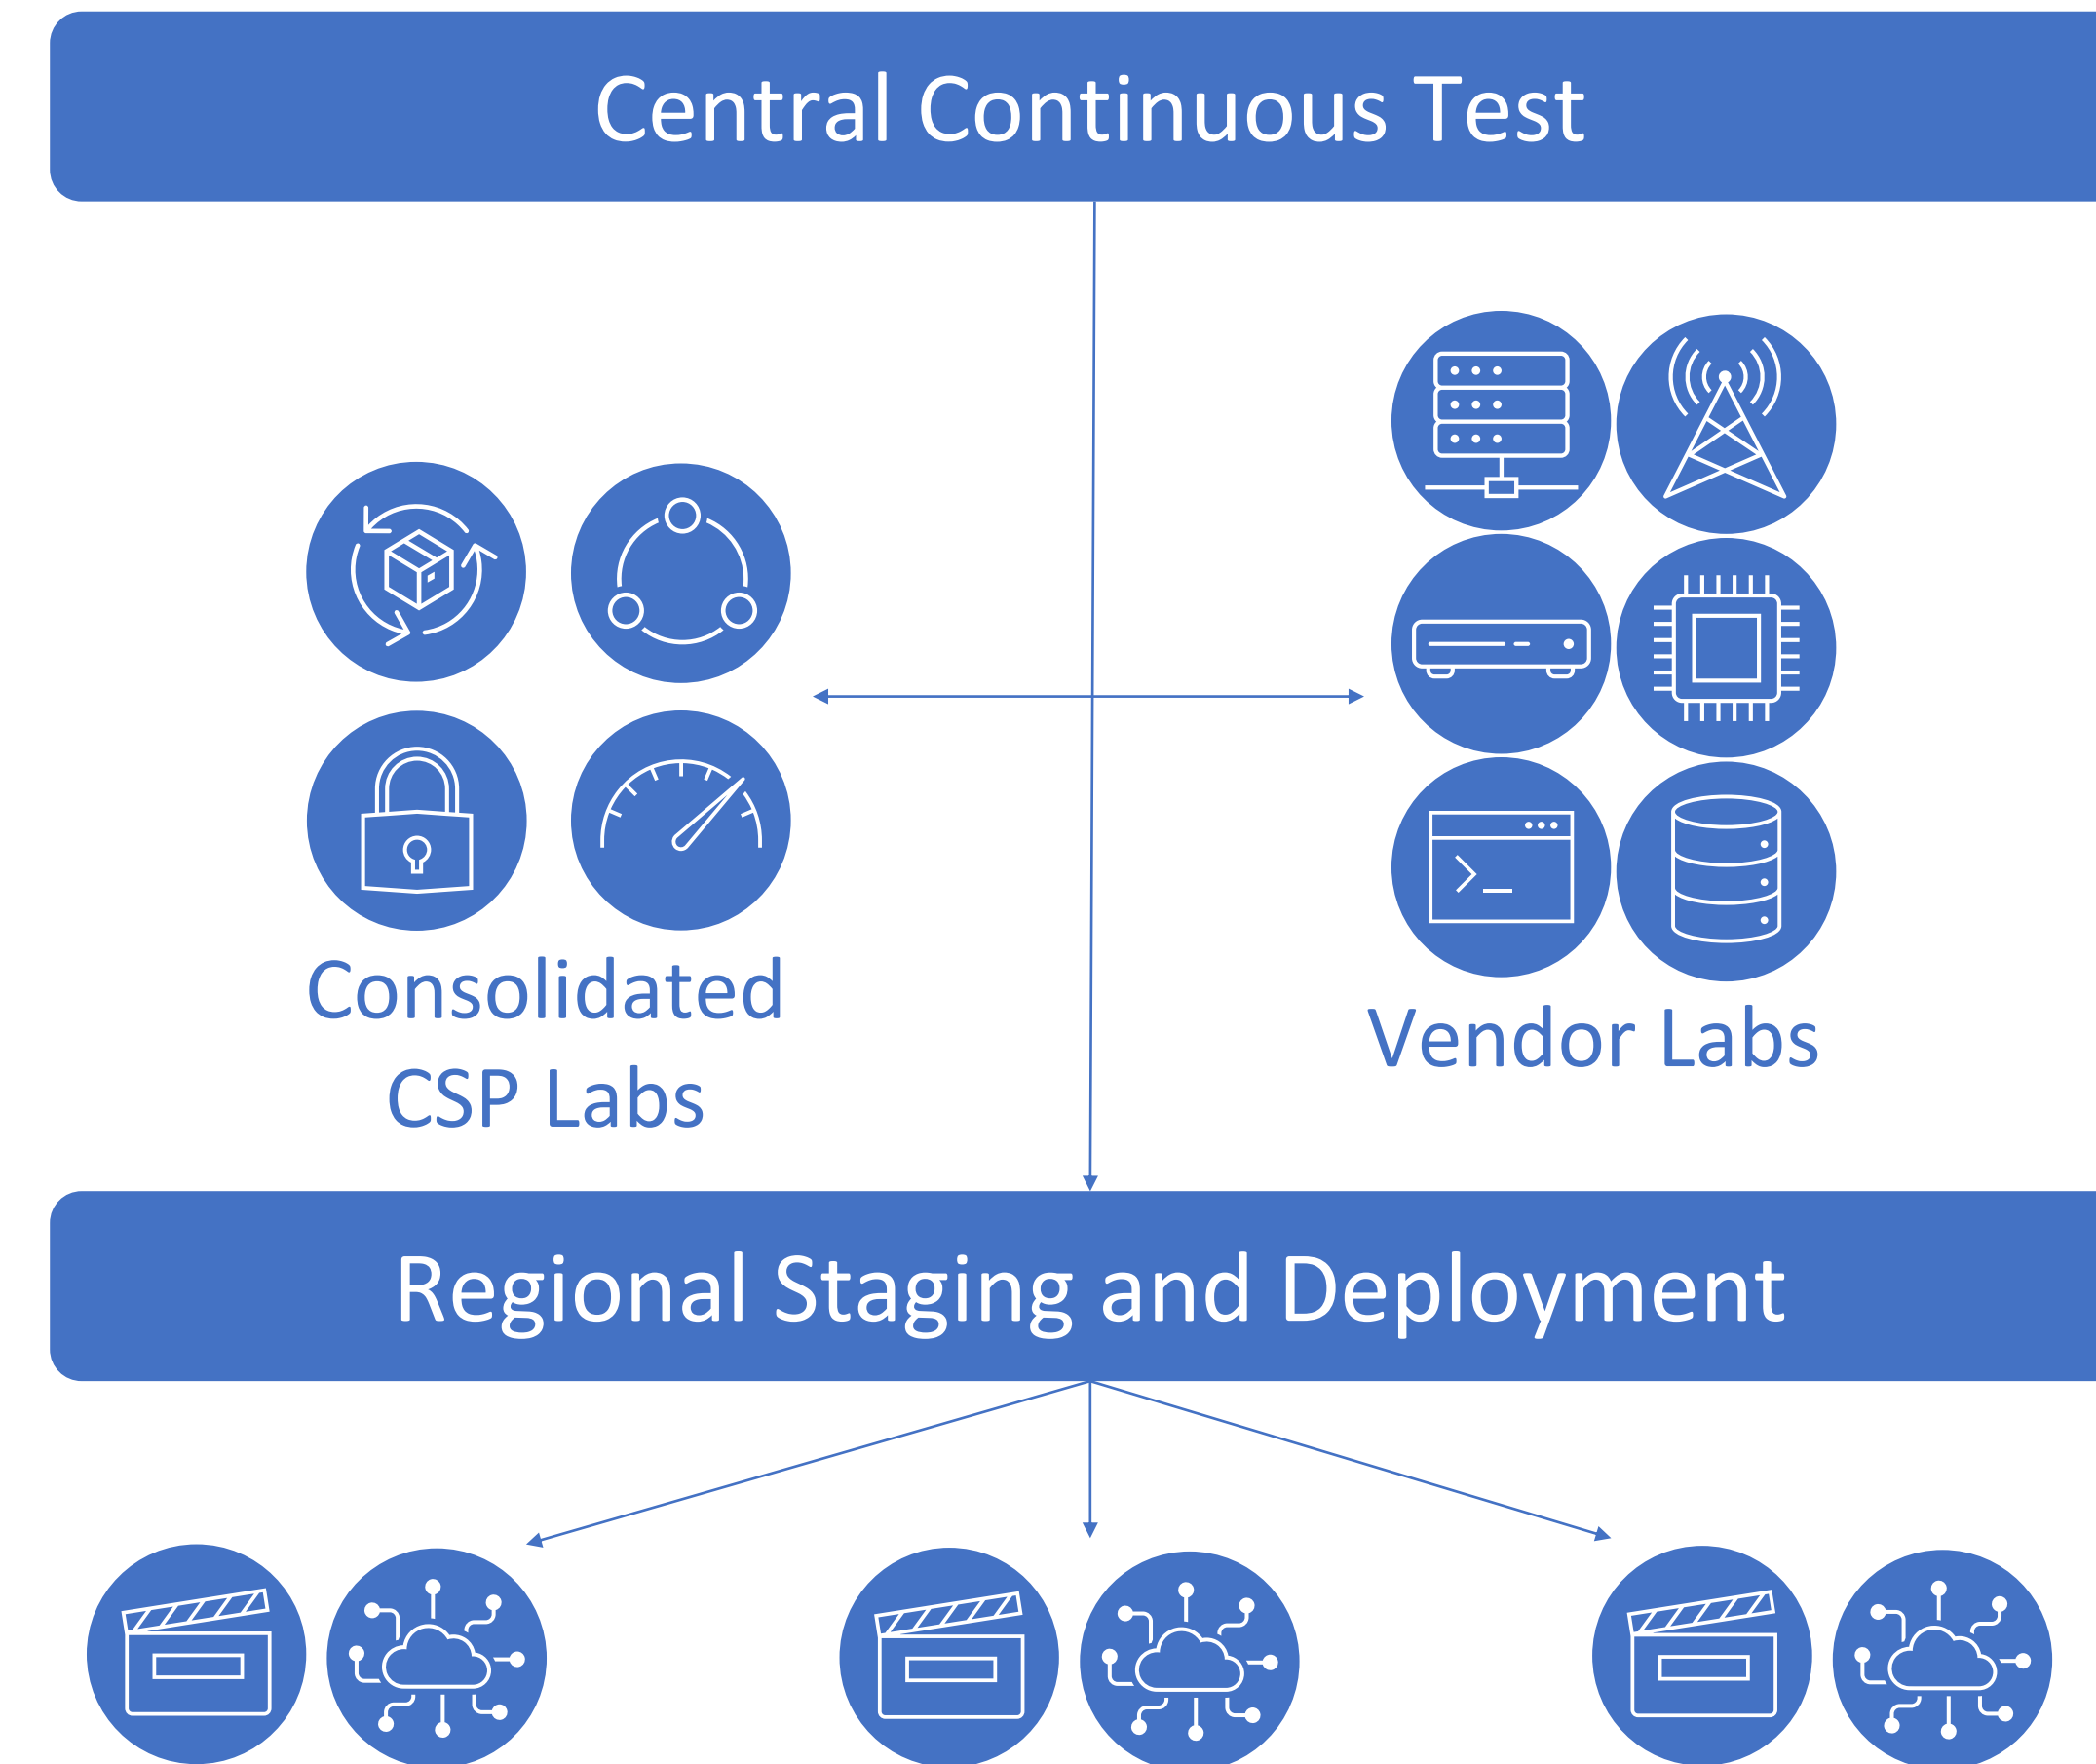 Central Continuous Test
Consolidated
CSP Labs
Vendor Labs
Regional Staging and Deployment